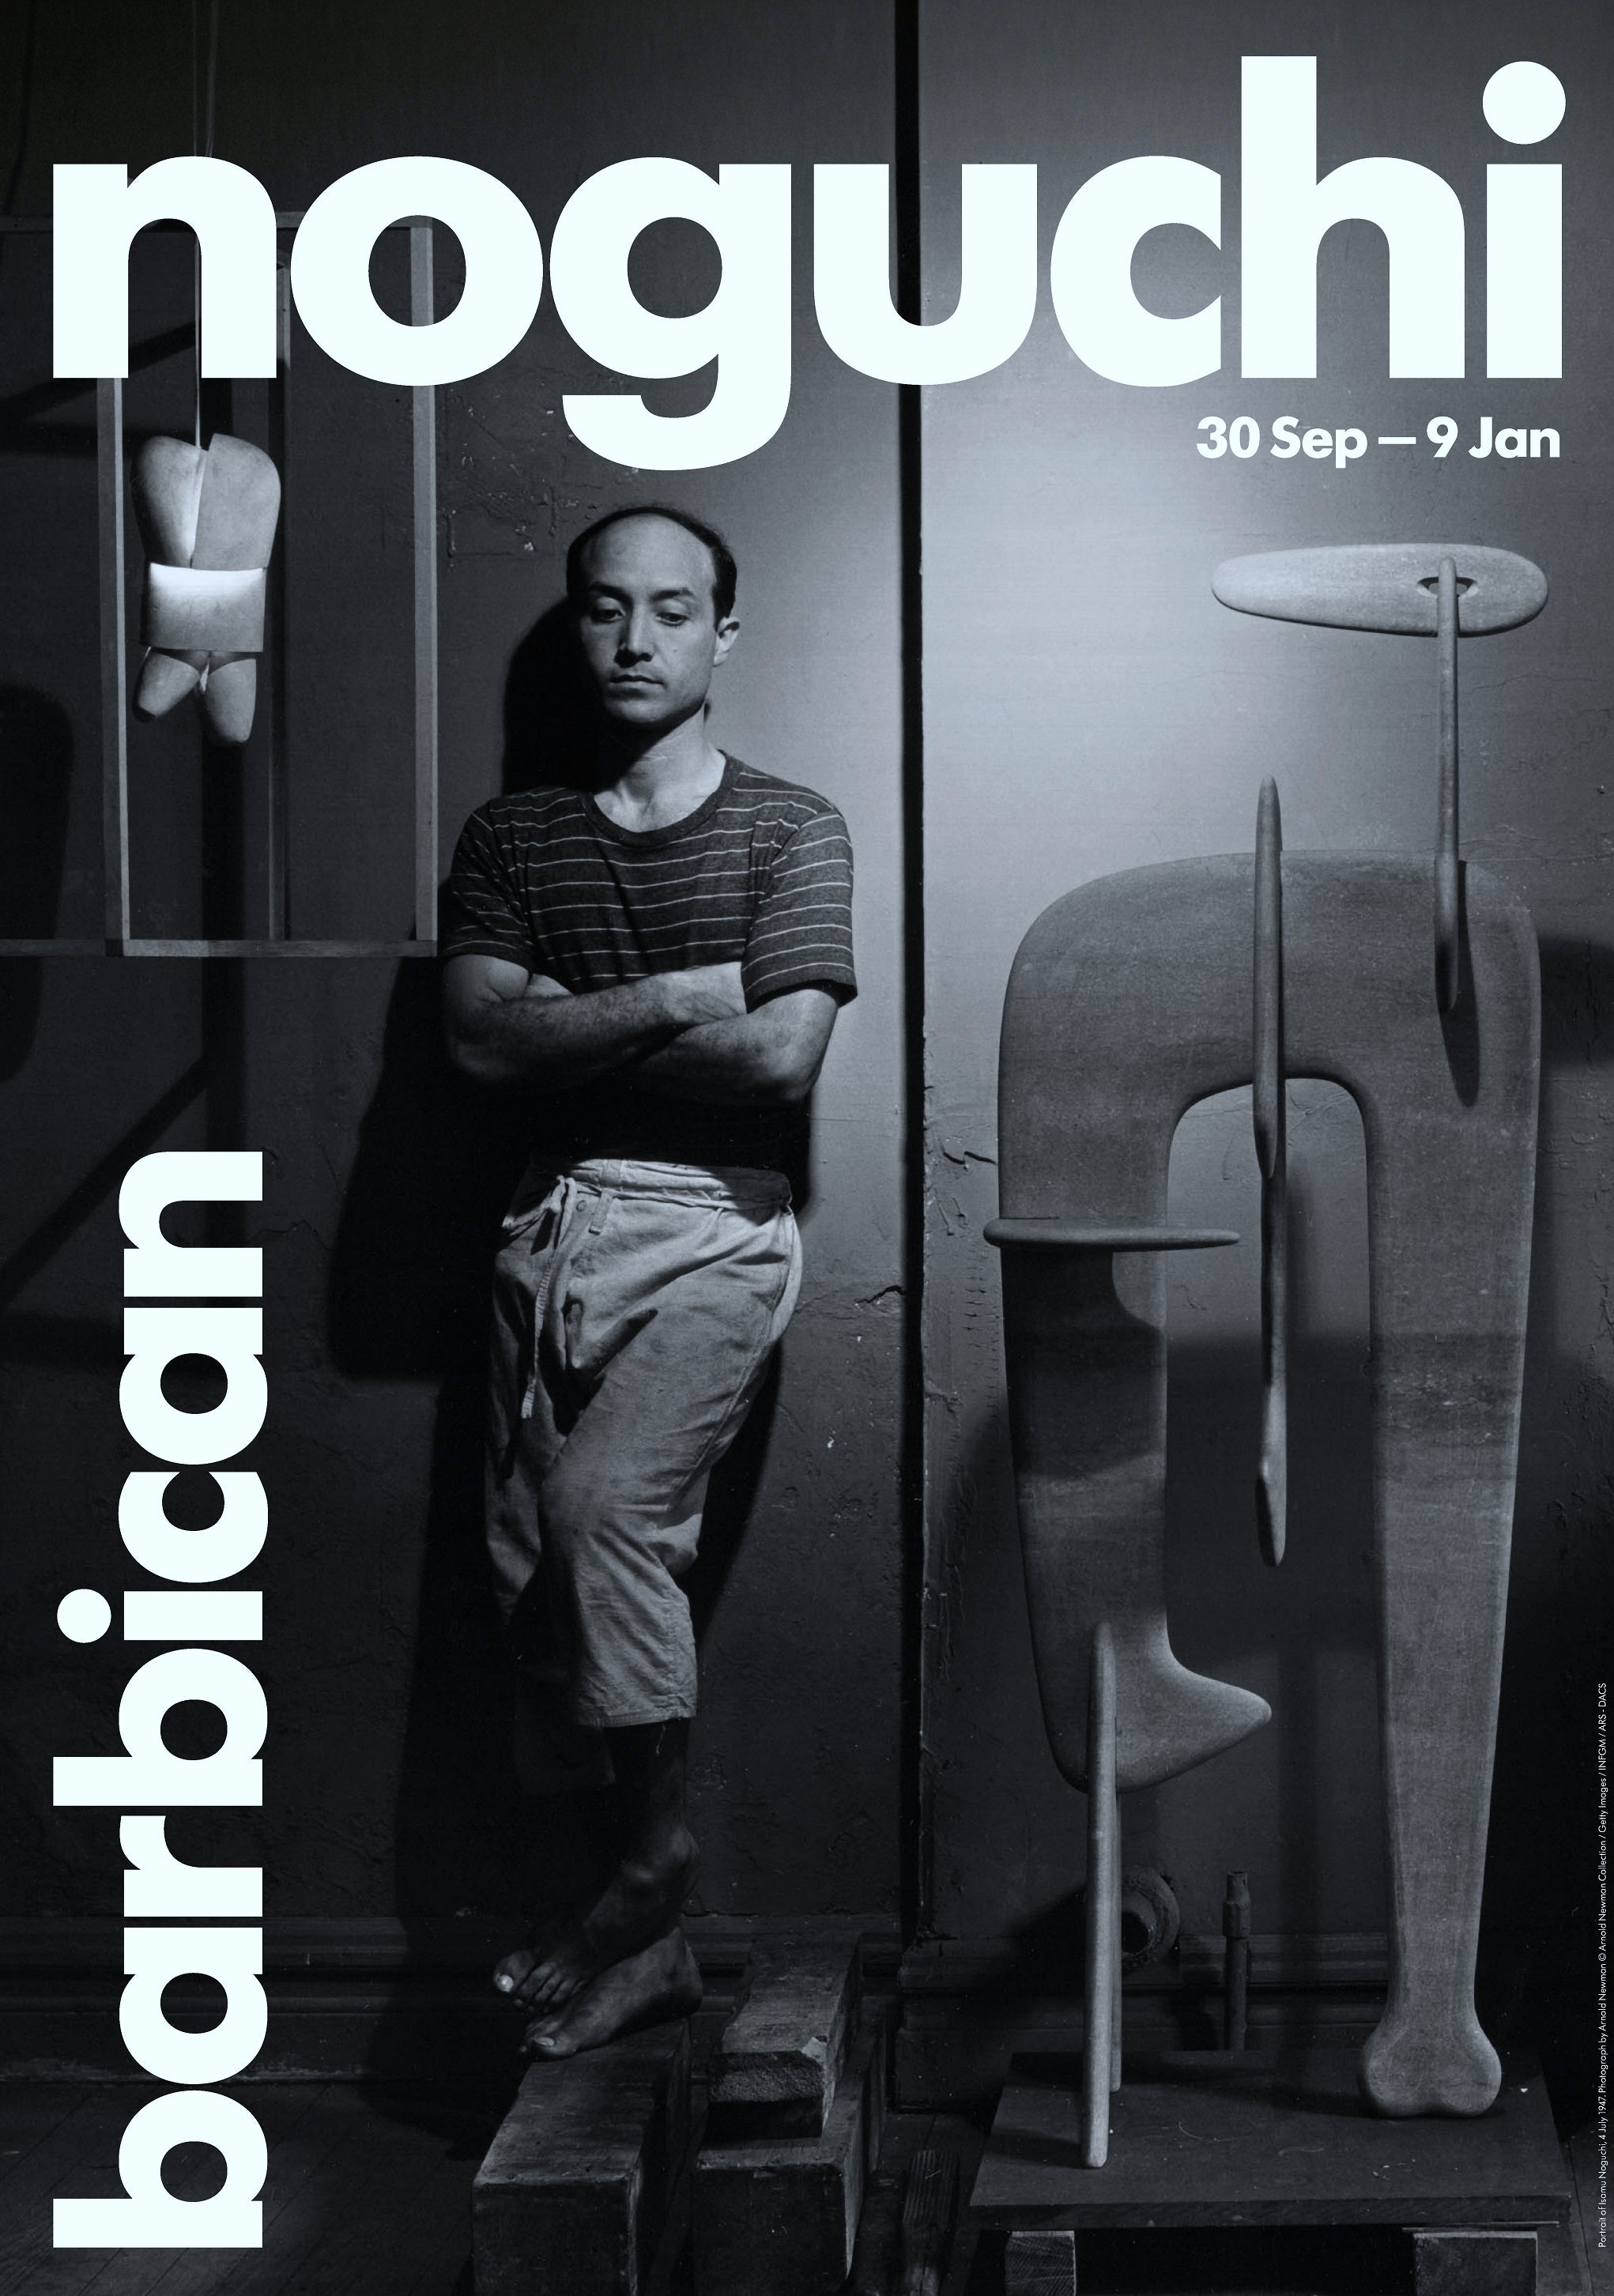 noguchi
30 Sep — 9 Jan
barbican
Portrait of Isamu Noguchi, 4 July 1947. Photograph by Arnold Newman © Arnold Newman Collection / Getty Images / INFGM / ARS - DACS